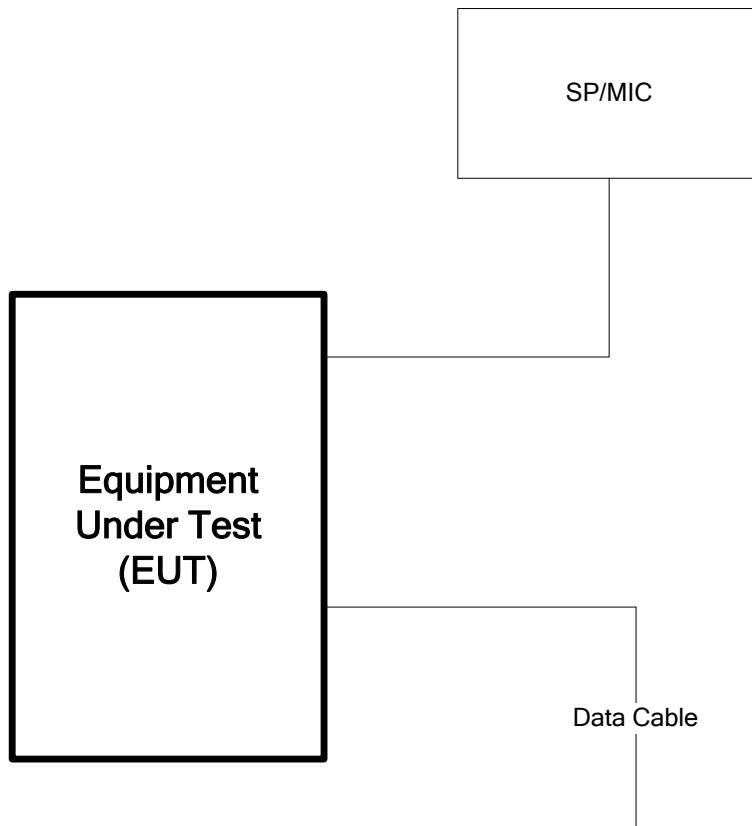 SP/MIC
Equipment
Under Test
(EUT)
Data Cable